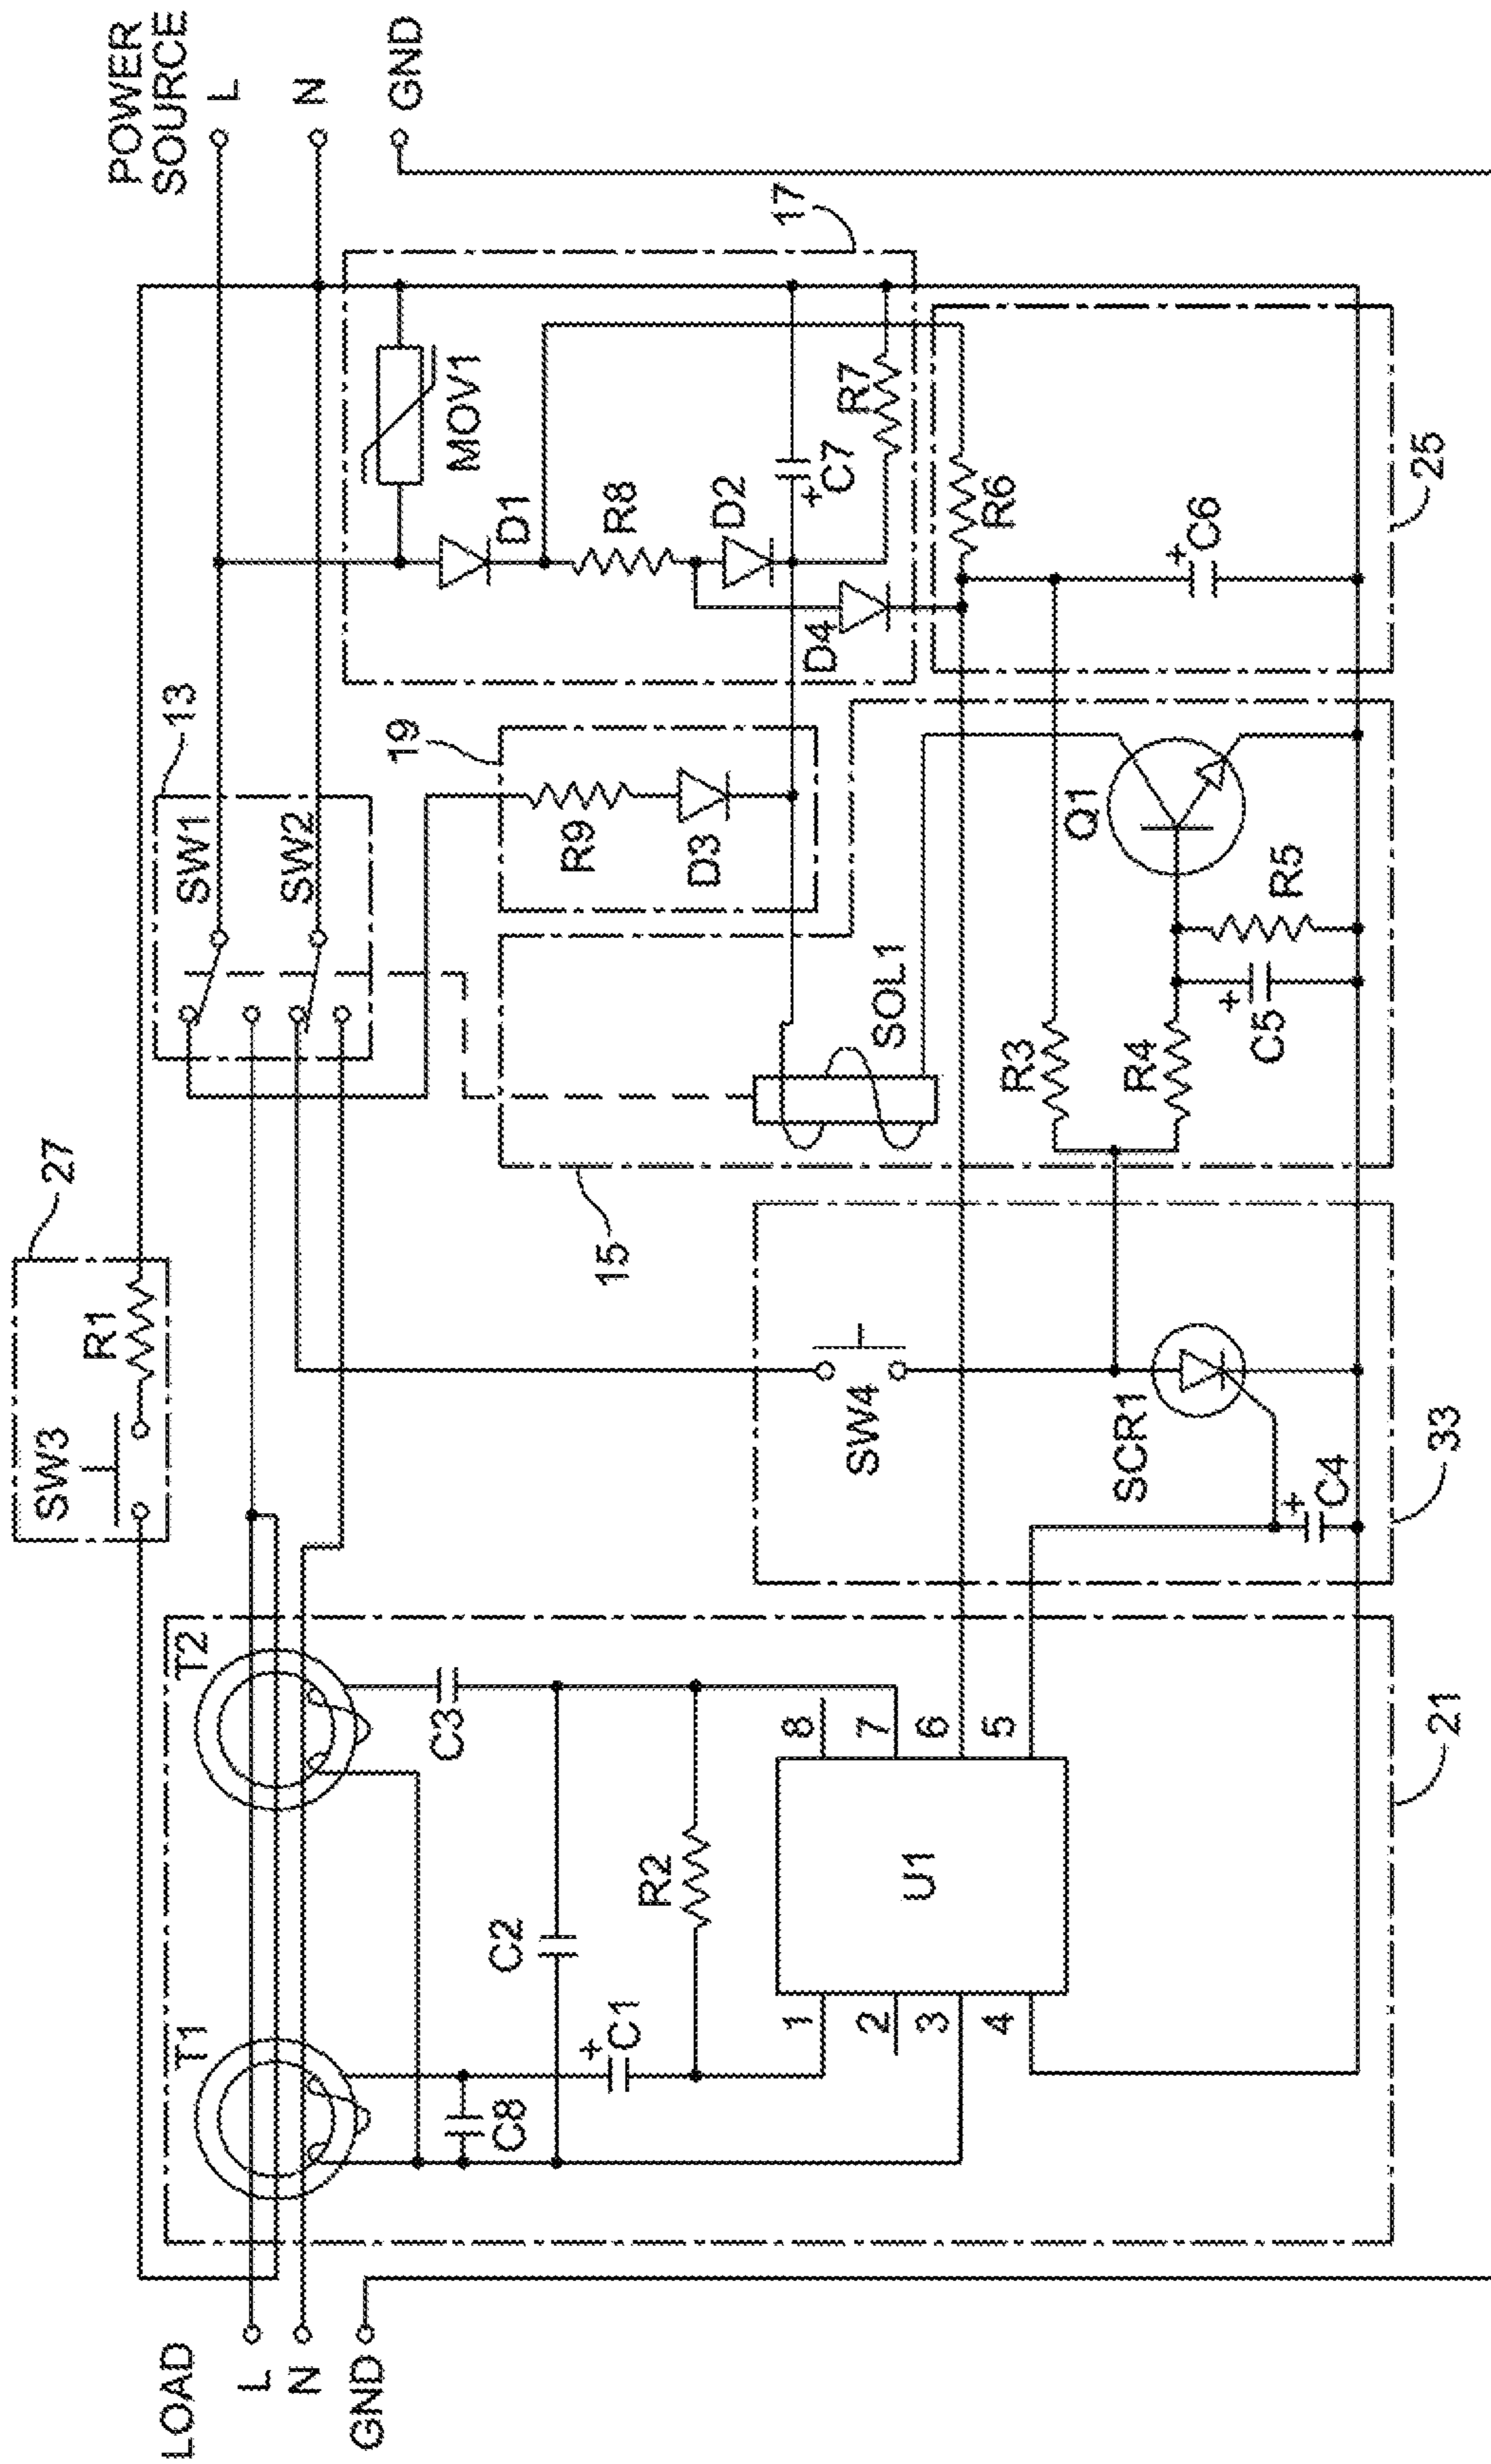 POWER
SOURCE
L
N
GND
17
MOV1
D1
R8
D2
+
C7
R7
D4
R6
+
C6
25
13
SW1
SW2
19
R9
D3
SOL1
15
Q1
R3
R4
R5
+
C5
27
SW3
R1
SW4
SCR1
+
C4
33
T2
T1
C3
C2
R2
+
C1
C8
U1
8
7
6
5
1
2
3
4
21
LOAD
L
N
GND